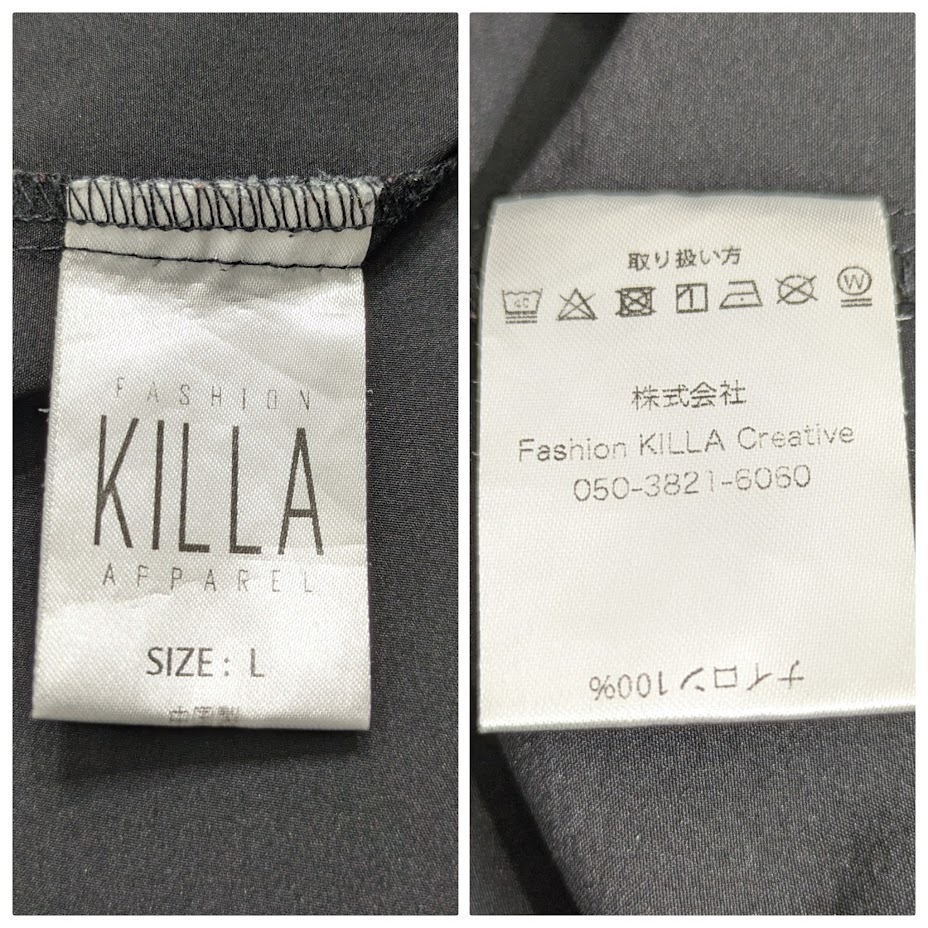 FASHION
KILLA
APPAREL
SIZE: L
中国製
取り扱い方
40
W
株式会社
Fashion KILLA Creative
050-3821-6060
ナイロン100%